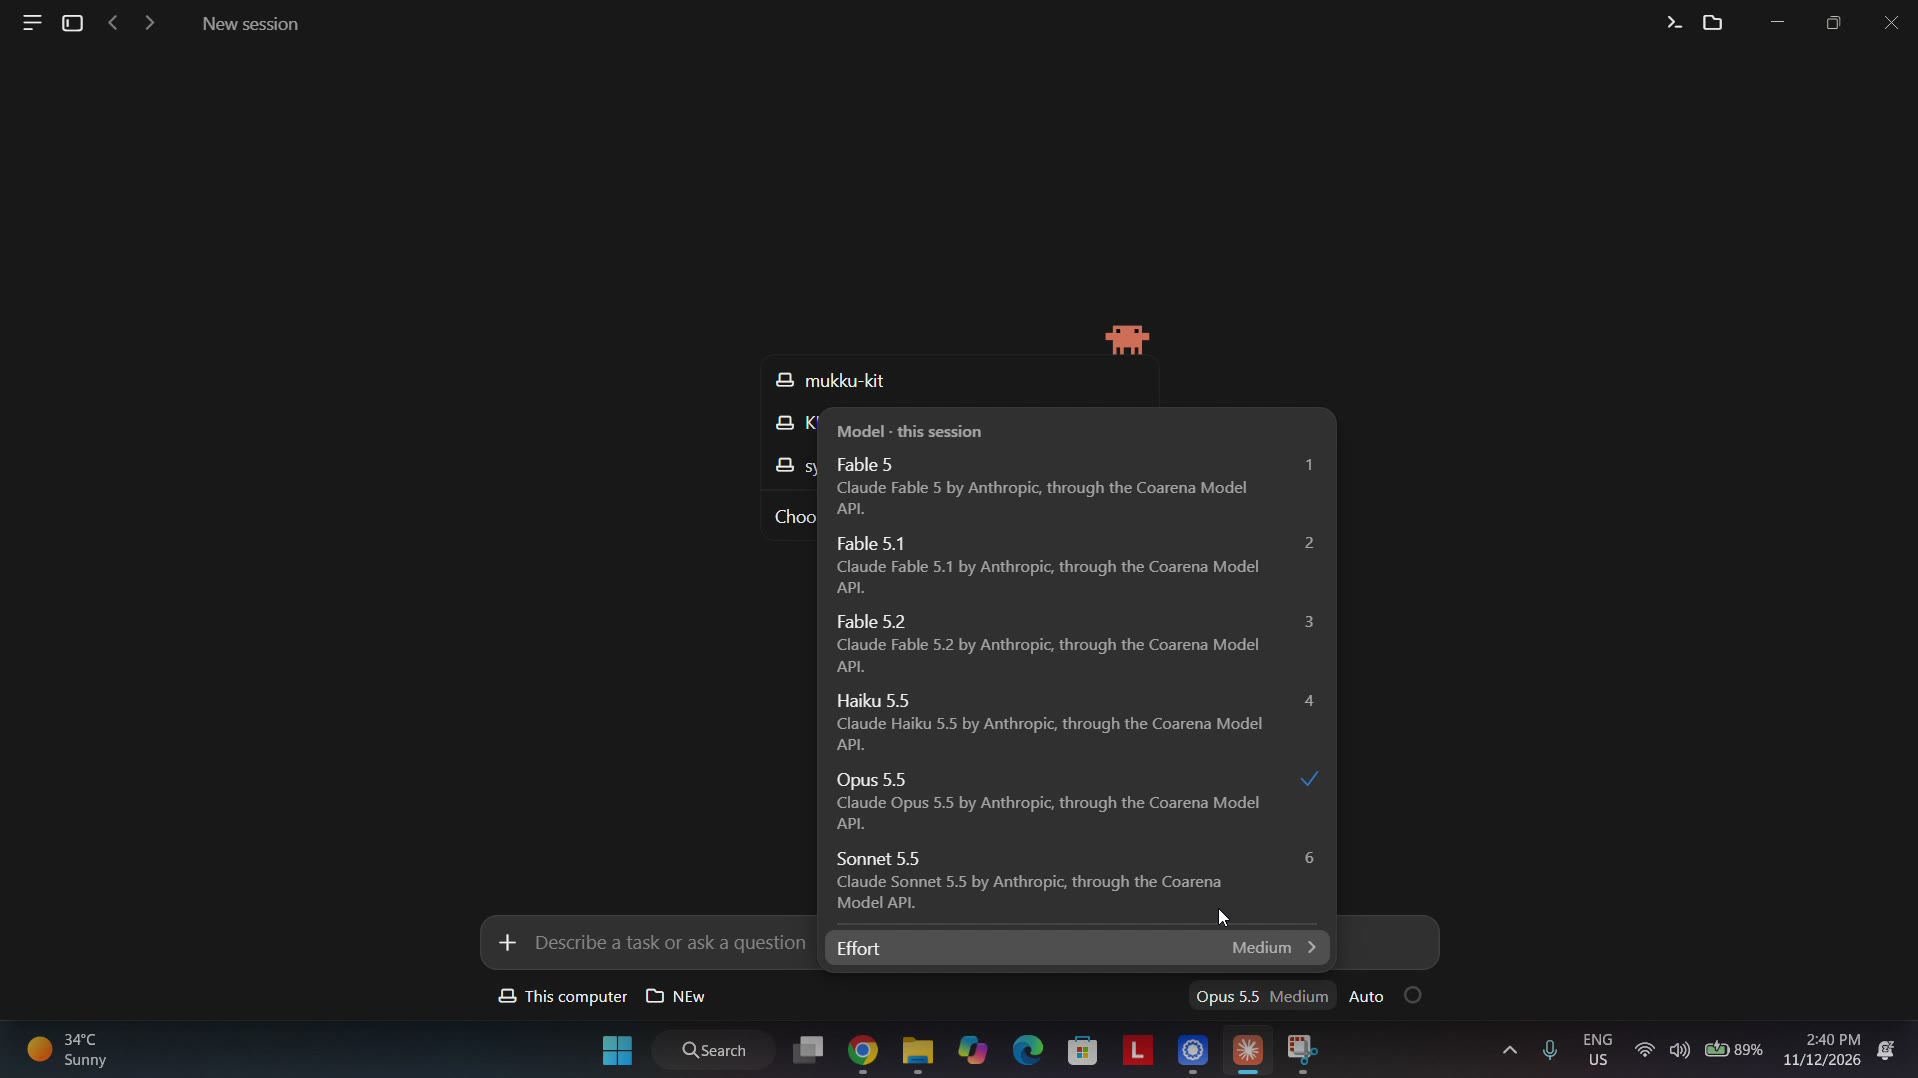 New session
mukku-kit
Model · this session
Fable 5 1
Claude Fable 5 by Anthropic, through the Coarena Model
API.
Fable 5.1 2
Claude Fable 5.1 by Anthropic, through the Coarena Model
API.
Fable 5.2 3
Claude Fable 5.2 by Anthropic, through the Coarena Model
API.
Haiku 5.5 4
Claude Haiku 5.5 by Anthropic, through the Coarena Model
API.
Opus 5.5
Claude Opus 5.5 by Anthropic, through the Coarena Model
API.
Sonnet 5.5 6
Claude Sonnet 5.5 by Anthropic, through the Coarena
Model API.
Describe a task or ask a question
Effort Medium
This computer NEw Opus 5.5 Medium Auto
34°C
Sunny
Search
L
ENG
US
89%
2:40 PM
11/12/2026